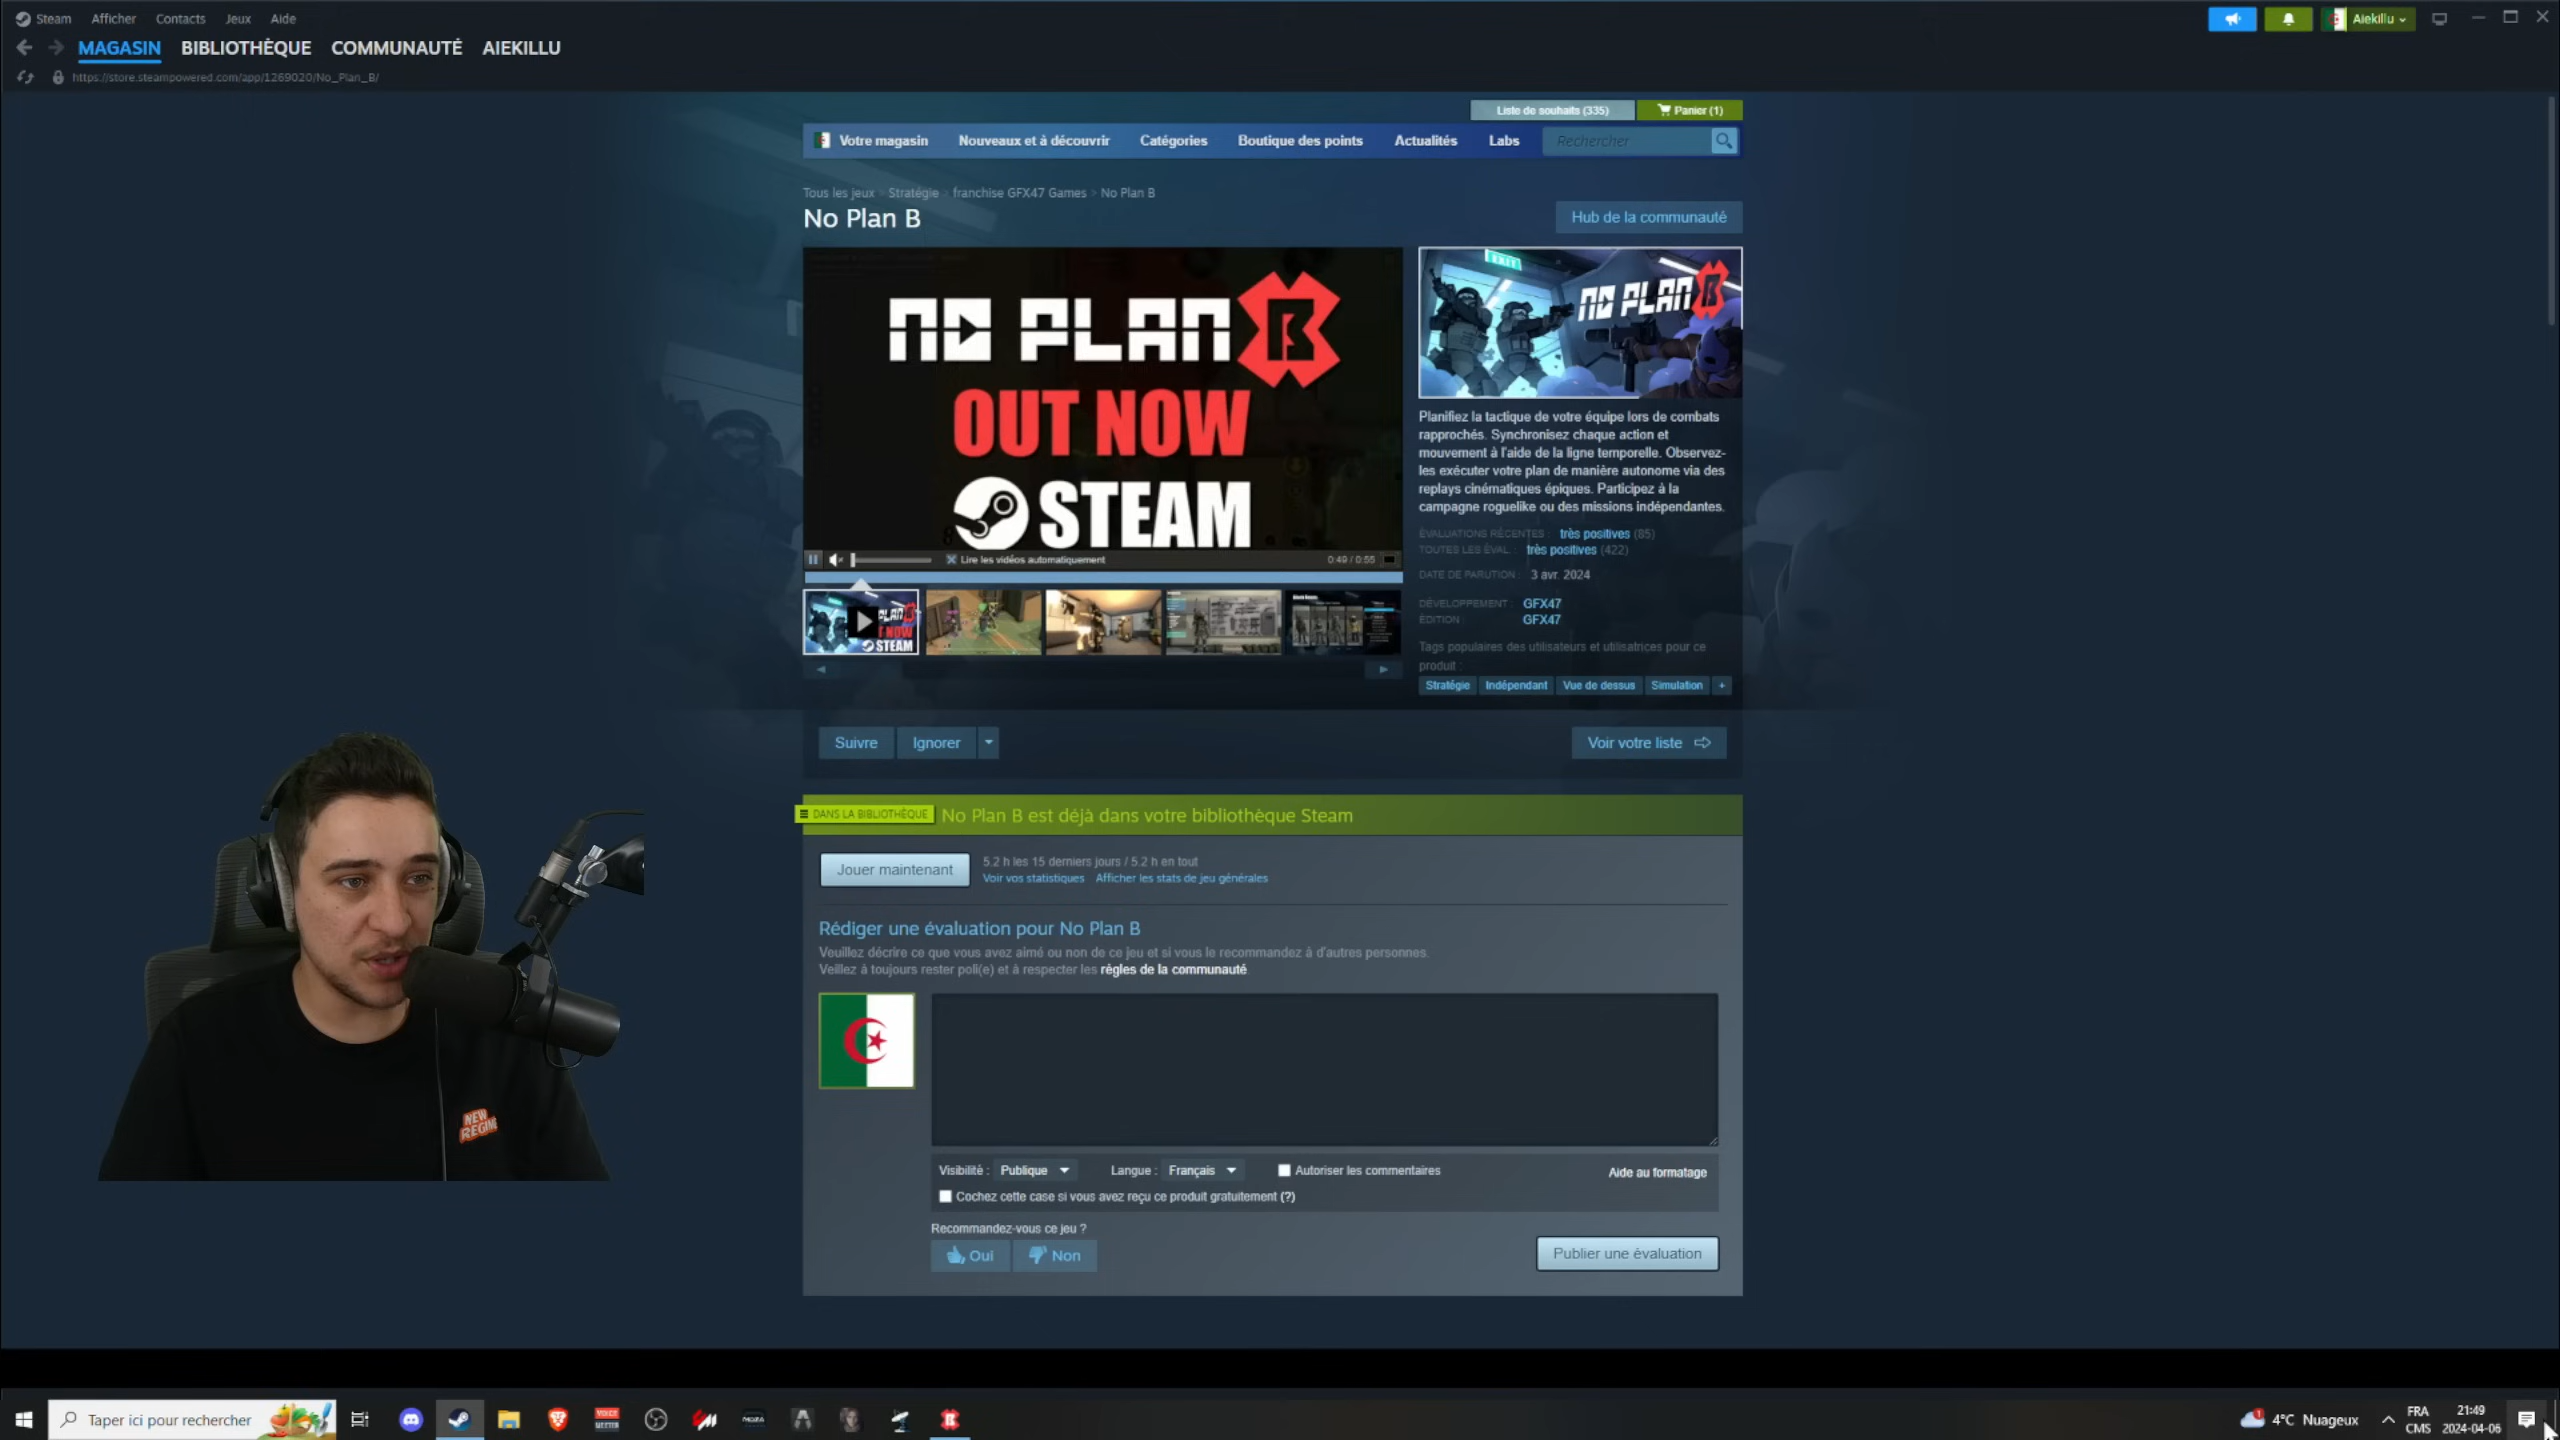 Steam Afficher Contacts Jeux Aide
Aiekillu
MAGASIN BIBLIOTHÈQUE COMMUNAUTÉ AIEKILLU
https://store.steampowered.com/app/1269020/No_Plan_B/
Liste de souhaits (335) Panier (1)
Votre magasin Nouveaux et à découvrir Catégories Boutique des points Actualités Labs Rechercher
Tous les jeux > Stratégie > franchise GFX47 Games > No Plan B
No Plan B
Hub de la communauté
NO PLAN B
OUT NOW
STEAM
Lire les vidéos automatiquement 0:49 / 0:55
EXIT
NO PLAN B
Planifiez la tactique de votre équipe lors de combats
rapprochés. Synchronisez chaque action et
mouvement à l'aide de la ligne temporelle. Observez-
les exécuter votre plan de manière autonome via des
replays cinématiques épiques. Participez à la
campagne roguelike ou des missions indépendantes.
ÉVALUATIONS RÉCENTES : très positives (85)
TOUTES LES ÉVAL. : très positives (422)
DATE DE PARUTION : 3 avr. 2024
DÉVELOPPEMENT : GFX47
ÉDITION : GFX47
Tags populaires des utilisateurs et utilisatrices pour ce
produit :
Stratégie Indépendant Vue de dessus Simulation +
PLAN B
NOW
STEAM
Suivre Ignorer Voir votre liste
DANS LA BIBLIOTHÈQUE No Plan B est déjà dans votre bibliothèque Steam
Jouer maintenant
5.2 h les 15 derniers jours / 5.2 h en tout
Voir vos statistiques Afficher les stats de jeu générales
Rédiger une évaluation pour No Plan B
Veuillez décrire ce que vous avez aimé ou non de ce jeu et si vous le recommandez à d'autres personnes.
Veillez à toujours rester poli(e) et à respecter les règles de la communauté.
Visibilité : Publique Langue : Français Autoriser les commentaires Aide au formatage
Cochez cette case si vous avez reçu ce produit gratuitement (?)
Recommandez-vous ce jeu ?
Oui Non Publier une évaluation
NEW
REGIME
Taper ici pour rechercher
VOICE
MEETER
MOZA
B
1
4°C Nuageux
FRA
CMS
21:49
2024-04-06